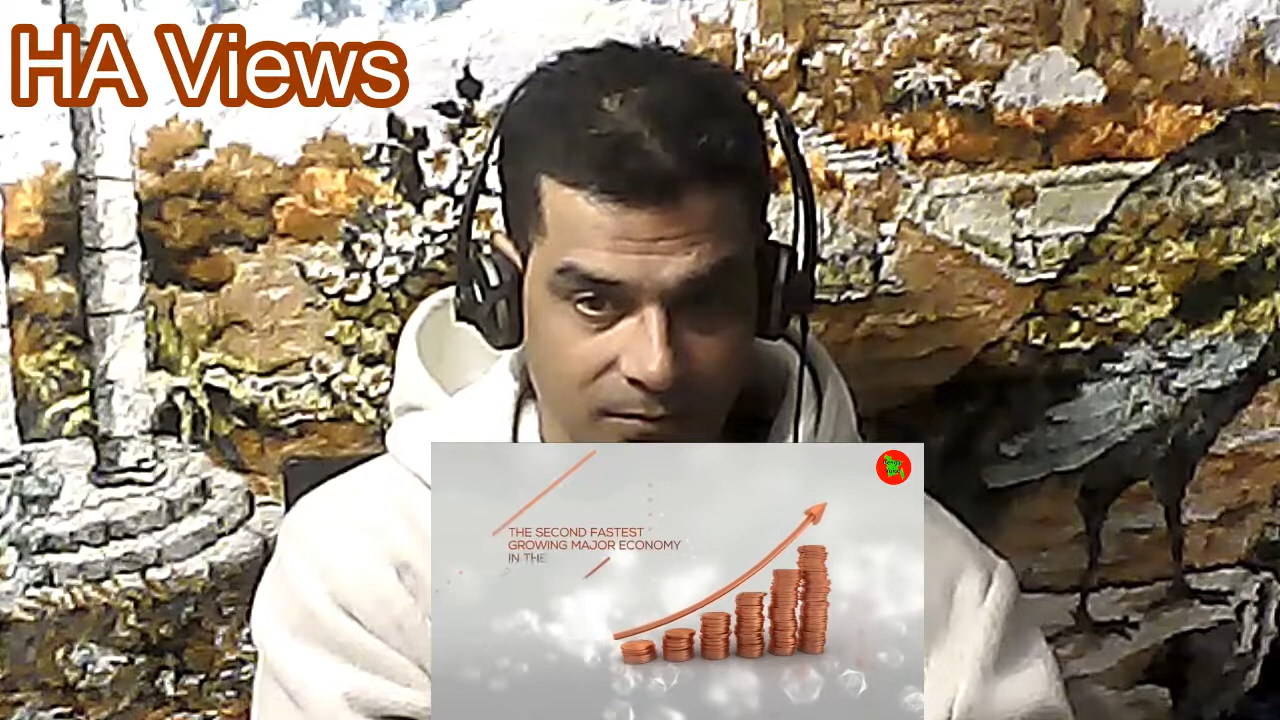 HA Views
THE SECOND FASTEST
GROWING MAJOR ECONOMY
IN THE